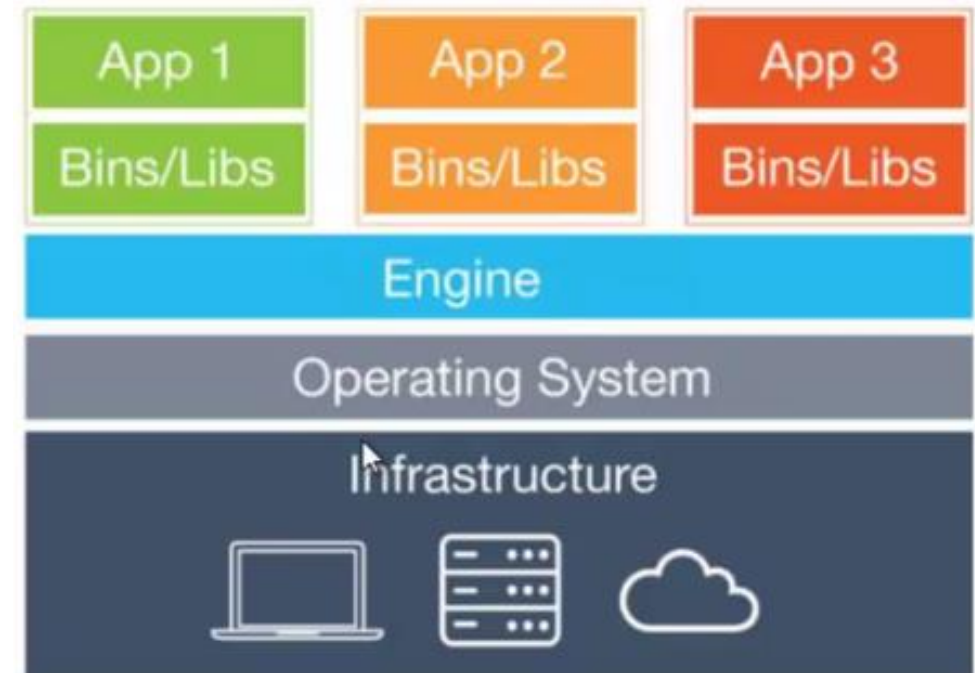 App 1 App 2 App 3
Bins/Libs Bins/Libs Bins/Libs
Engine
Operating System
Infrastructure